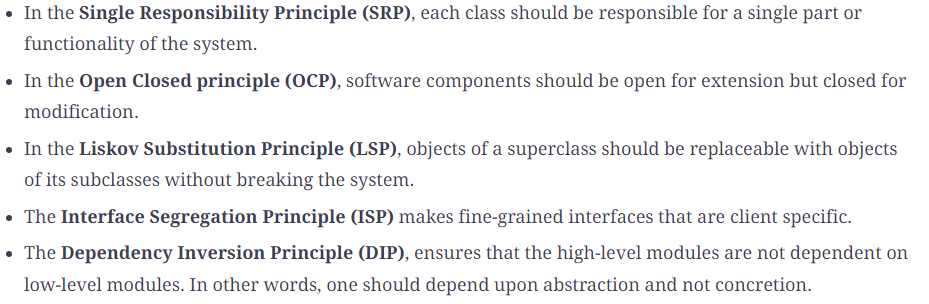 • In the Single Responsibility Principle (SRP), each class should be responsible for a single part or
functionality of the system.
• In the Open Closed principle (OCP), software components should be open for extension but closed for
modification.
• In the Liskov Substitution Principle (LSP), objects of a superclass should be replaceable with objects
of its subclasses without breaking the system.
• The Interface Segregation Principle (ISP) makes fine-grained interfaces that are client specific.
• The Dependency Inversion Principle (DIP), ensures that the high-level modules are not dependent on
low-level modules. In other words, one should depend upon abstraction and not concretion.